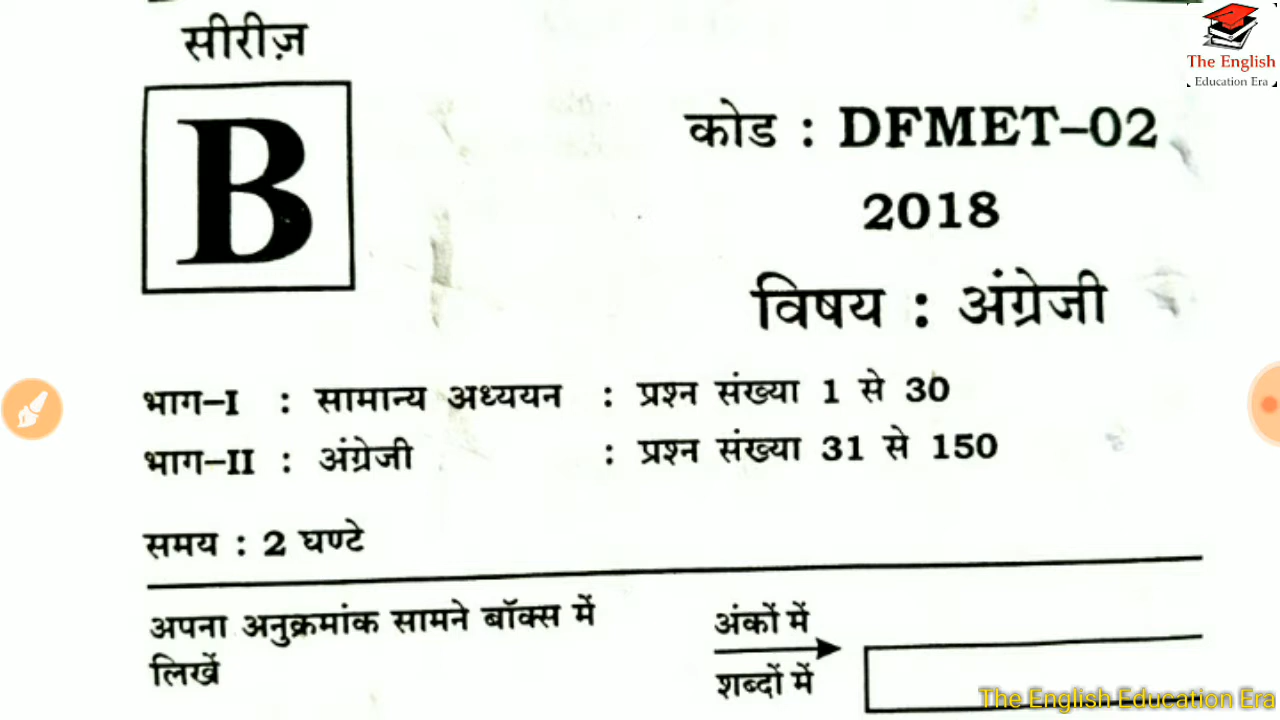 सीरीज़
B
The English
Education Era
कोड : DFMET–02
2018
विषय : अंग्रेजी
भाग–I : सामान्य अध्ययन : प्रश्न संख्या 1 से 30
भाग–II : अंग्रेजी : प्रश्न संख्या 31 से 150
समय : 2 घण्टे
अपना अनुक्रमांक सामने बॉक्स में
लिखें
अंकों में
शब्दों में
The English Education Era